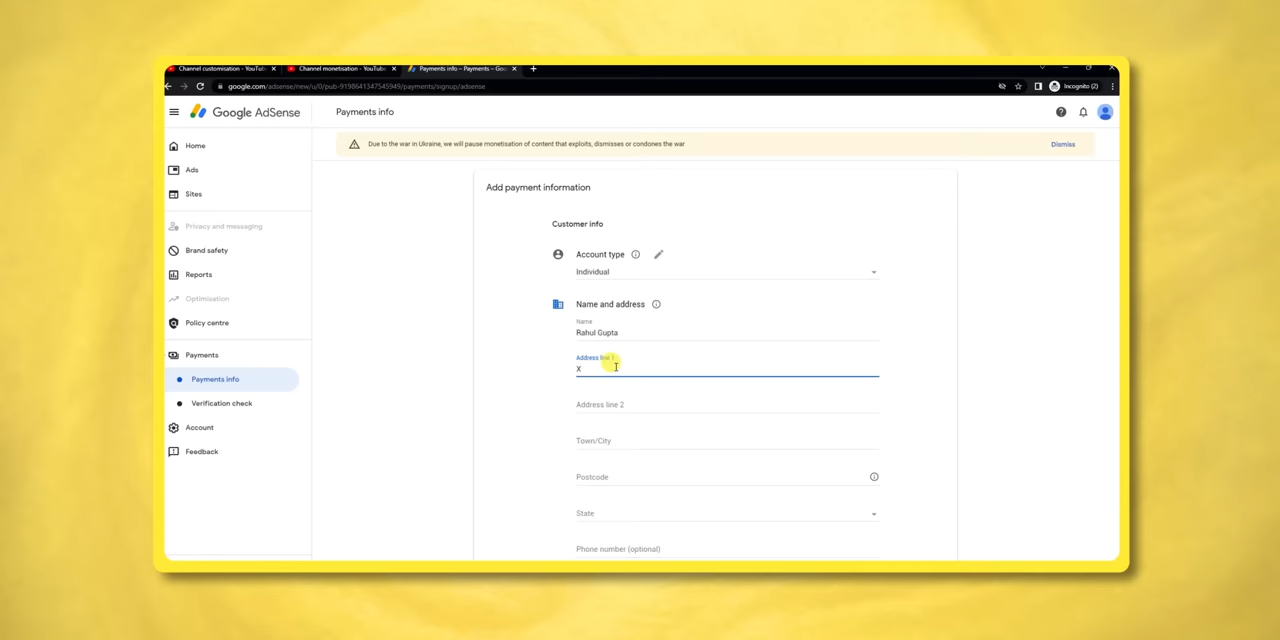 Channel customisation - YouTu
Channel monetisation - YouTube
Payments info – Payments – Goo
google.com/adsense/new/u/0/pub-9198641347545949/payments/signup/adsense
Incognito (2)
Google AdSense
Payments info
Home
Due to the war in Ukraine, we will pause monetisation of content that exploits, dismisses or condones the war
Dismiss
Ads
Sites
Privacy and messaging
Brand safety
Reports
Optimisation
Policy centre
Payments
Payments info
Verification check
Account
Feedback
Add payment information
Customer info
Account type
Individual
Name and address
Name
Rahul Gupta
Address line 1
X
Address line 2
Town/City
Postcode
State
Phone number (optional)